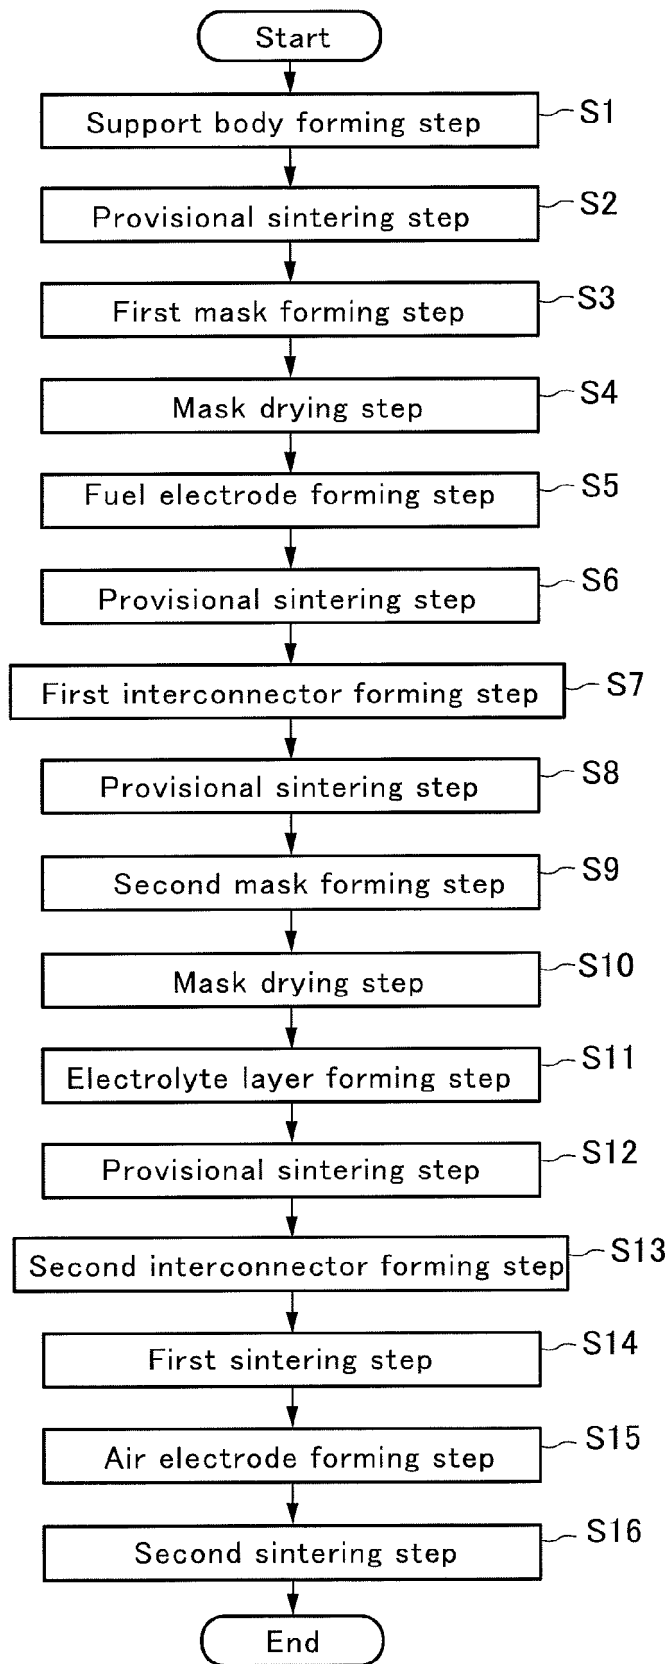 Start
Support body forming step
S1
Provisional sintering step
S2
First mask forming step
S3
Mask drying step
S4
Fuel electrode forming step
S5
Provisional sintering step
S6
First interconnector forming step
S7
Provisional sintering step
S8
Second mask forming step
S9
Mask drying step
S10
Electrolyte layer forming step
S11
Provisional sintering step
S12
Second interconnector forming step
S13
First sintering step
S14
Air electrode forming step
S15
Second sintering step
S16
End